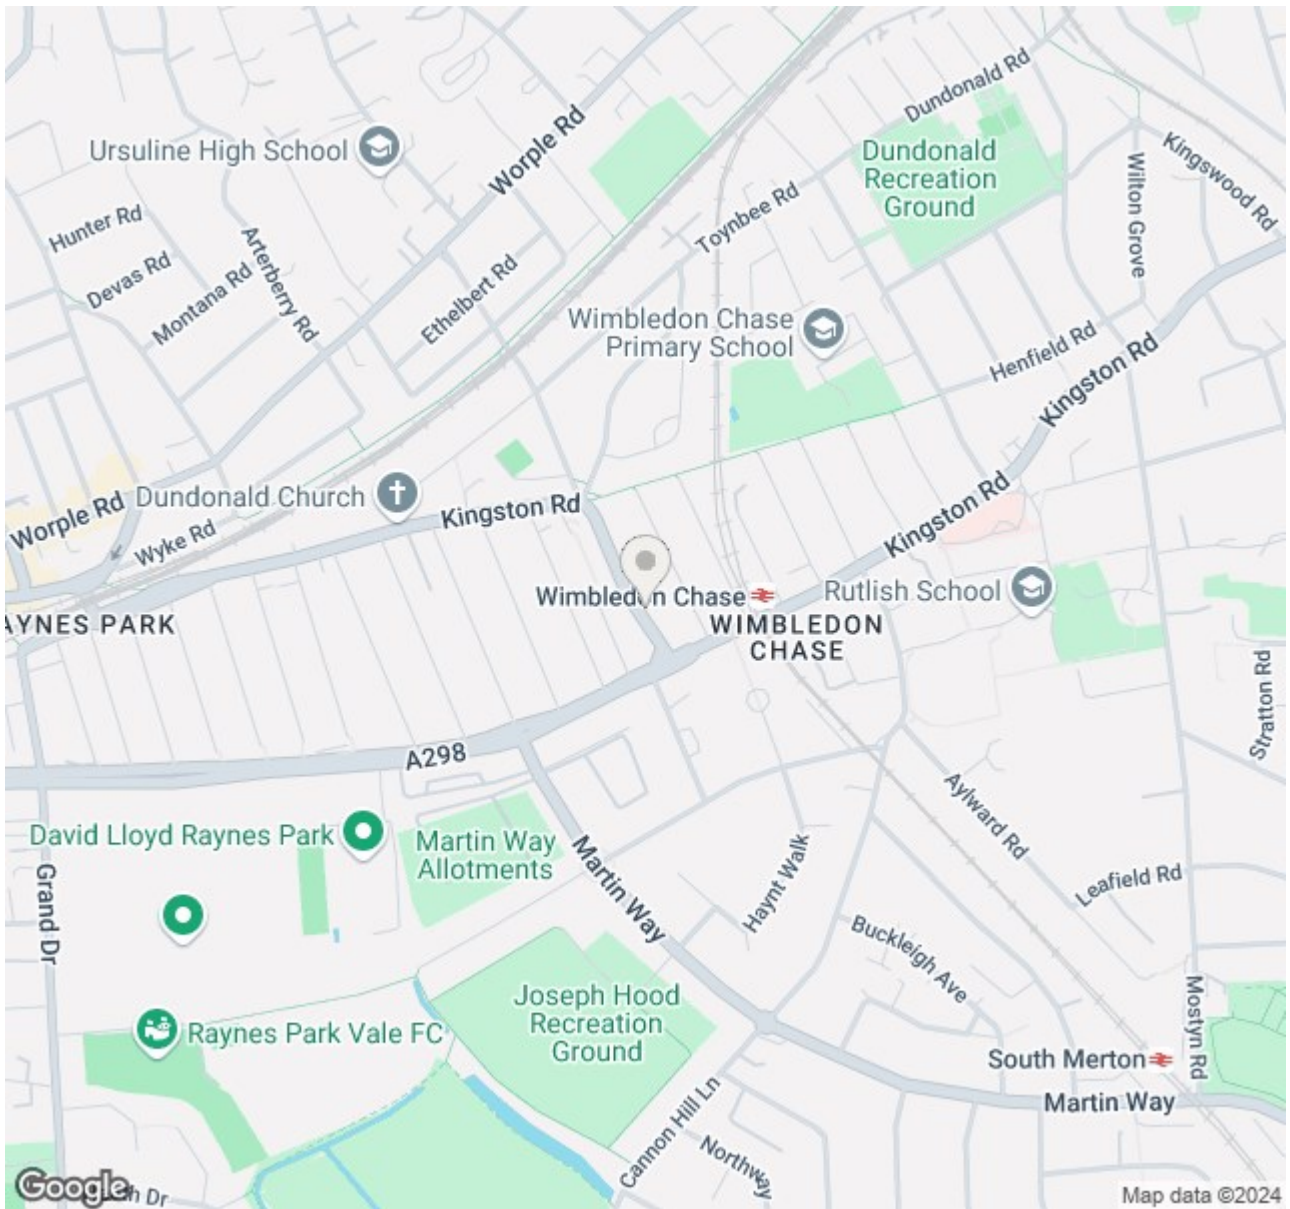 Dundonald Rd
Worple Rd
Ursuline High School
Dundonald
Recreation
Ground
Kingswood Rd
Wilton Grove
Hunter Rd
Toynbee Rd
Arterberry Rd
Devas Rd
Montana Rd
Ethelbert Rd
Wimbledon Chase
Primary School
Henfield Rd
Kingston Rd
Worple Rd
Dundonald Church
Kingston Rd
Kingston Rd
Wyke Rd
Wimbledon Chase
Rutlish School
AYNES PARK
WIMBLEDON
CHASE
Stratton Rd
A298
Aylward Rd
David Lloyd Raynes Park
Martin Way
Allotments
Martin Way
Haynt Walk
Leafield Rd
Grand Dr
Buckleigh Ave
Joseph Hood
Recreation
Ground
Raynes Park Vale FC
Mostyn Rd
South Merton
Martin Way
Cannon Hill Ln
Northway
Google
Dr
Map data ©2024